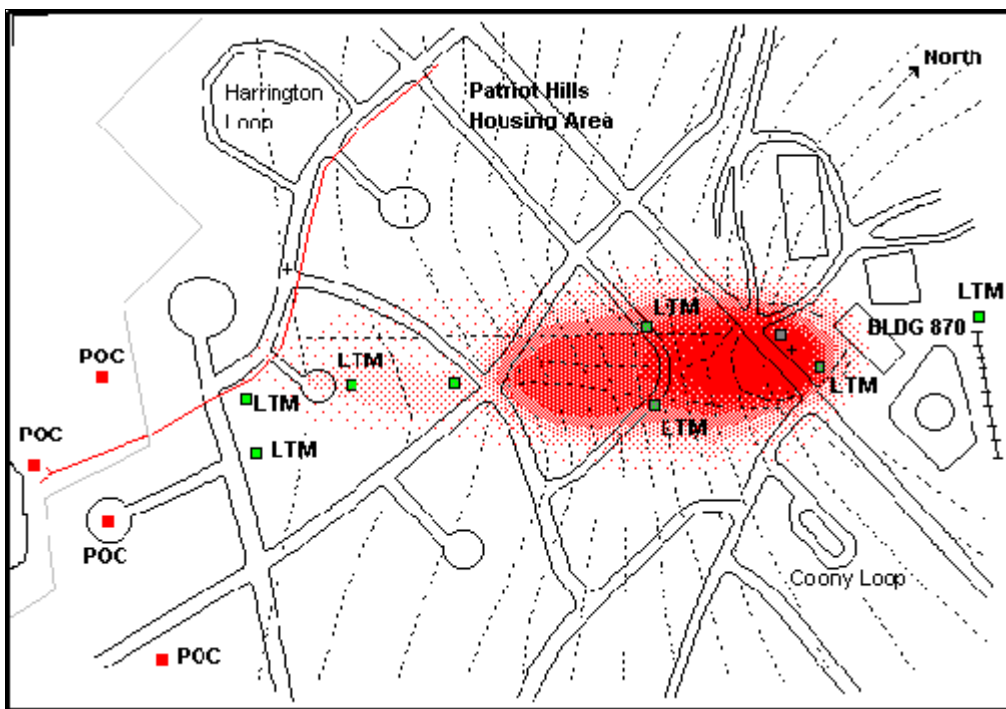 North
Harrington
Loop
Patriot Hills
Housing Area
LTM
LTM
BLDG 870
POC
LTM
LTM
LTM
LTM
POC
LTM
POC
Coony Loop
POC